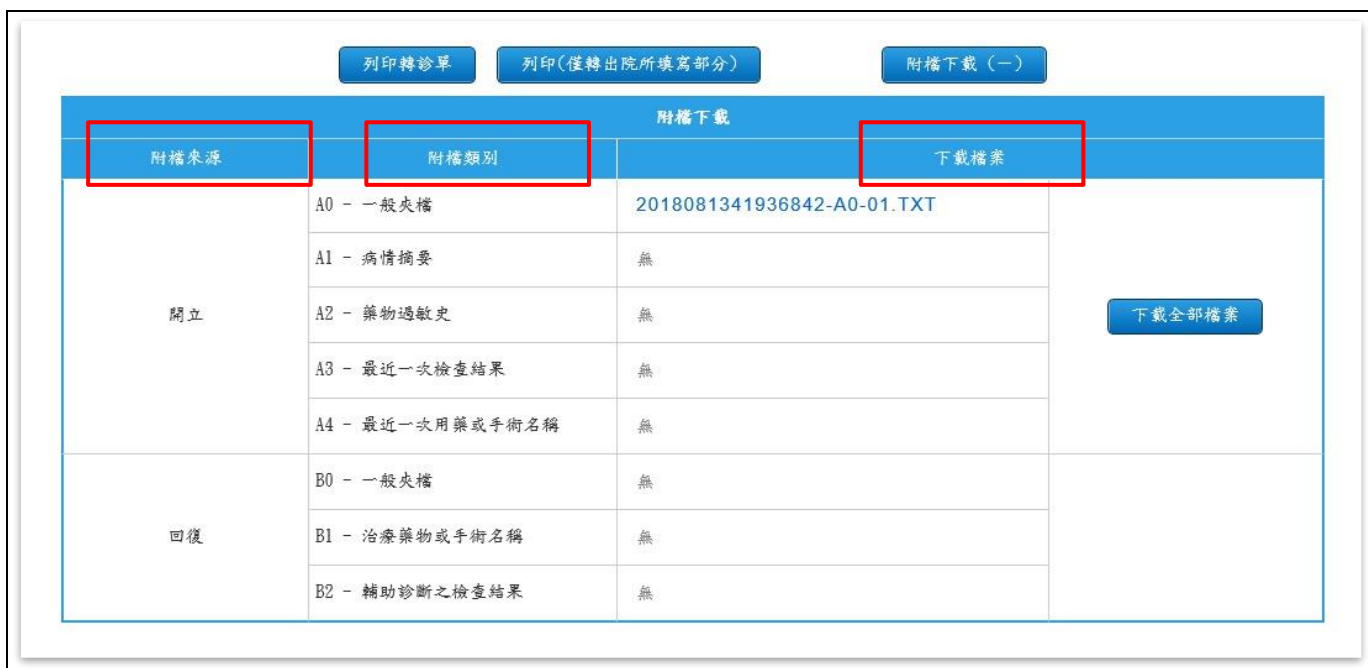 列印轉診單 列印(僅轉出院所填寫部分) 附檔下載（一）
附檔下載
附檔來源 附檔類別 下載檔案
開立
A0 - 一般夾檔 2018081341936842-A0-01.TXT
A1 - 病情摘要 無
A2 - 藥物過敏史 無 下載全部檔案
A3 - 最近一次檢查結果 無
A4 - 最近一次用藥或手術名稱 無
回復
B0 - 一般夾檔 無
B1 - 治療藥物或手術名稱 無
B2 - 輔助診斷之檢查結果 無